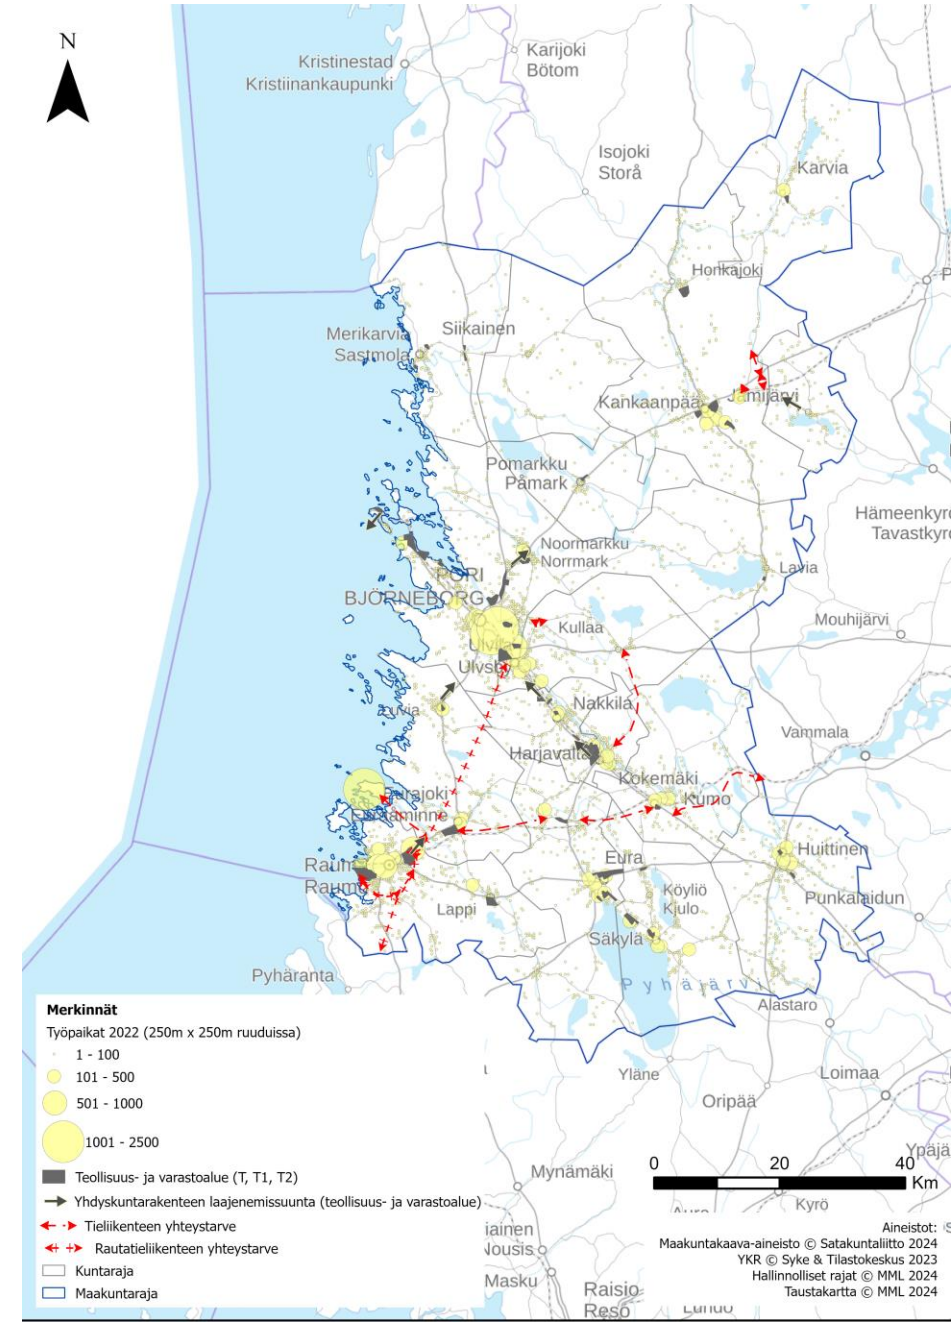 N
Kristinestad
Kristiinankaupunki
Karijoki
Bötom
Isojoki
Storå
Karvia
Honkajoki
Merikarvia
Sastmola
Siikainen
Kankaanpää
Jämijärvi
Pomarkku
Påmark
Hämeenkyrö
Tavastkyro
Noormarkku
Norrmark
PORI
BJÖRNEBORG
Lavia
Kullaa
Mouhijärvi
Ulvsby
Nakkila
Luvia
Vammala
Harjavalta
Kokemäki
Kumo
Rauma
Raumo
Eura
Huittinen
Köyliö
Kjulo
Punkalaidun
Lappi
Säkylä
Pyhäranta
Pyhäjärvi
Alastaro
Yläne
Loimaa
Oripää
Ypäjä
Mynämäki
Kyrö
Masku
Raisio
Reso
Merkinnät
Työpaikat 2022 (250m x 250m ruuduissa)
1 - 100
101 - 500
501 - 1000
1001 - 2500
Teollisuus- ja varastoalue (T, T1, T2)
Yhdyskuntarakenteen laajenemissuunta (teollisuus- ja varastoalue)
Tieliikenteen yhteystarve
Rautatieliikenteen yhteystarve
Kuntaraja
Maakuntaraja
0 20 40
Km
Aineistot:
Maakuntakaava-aineisto © Satakuntaliitto 2024
YKR © Syke & Tilastokeskus 2023
Hallinnolliset rajat © MML 2024
Taustakartta © MML 2024